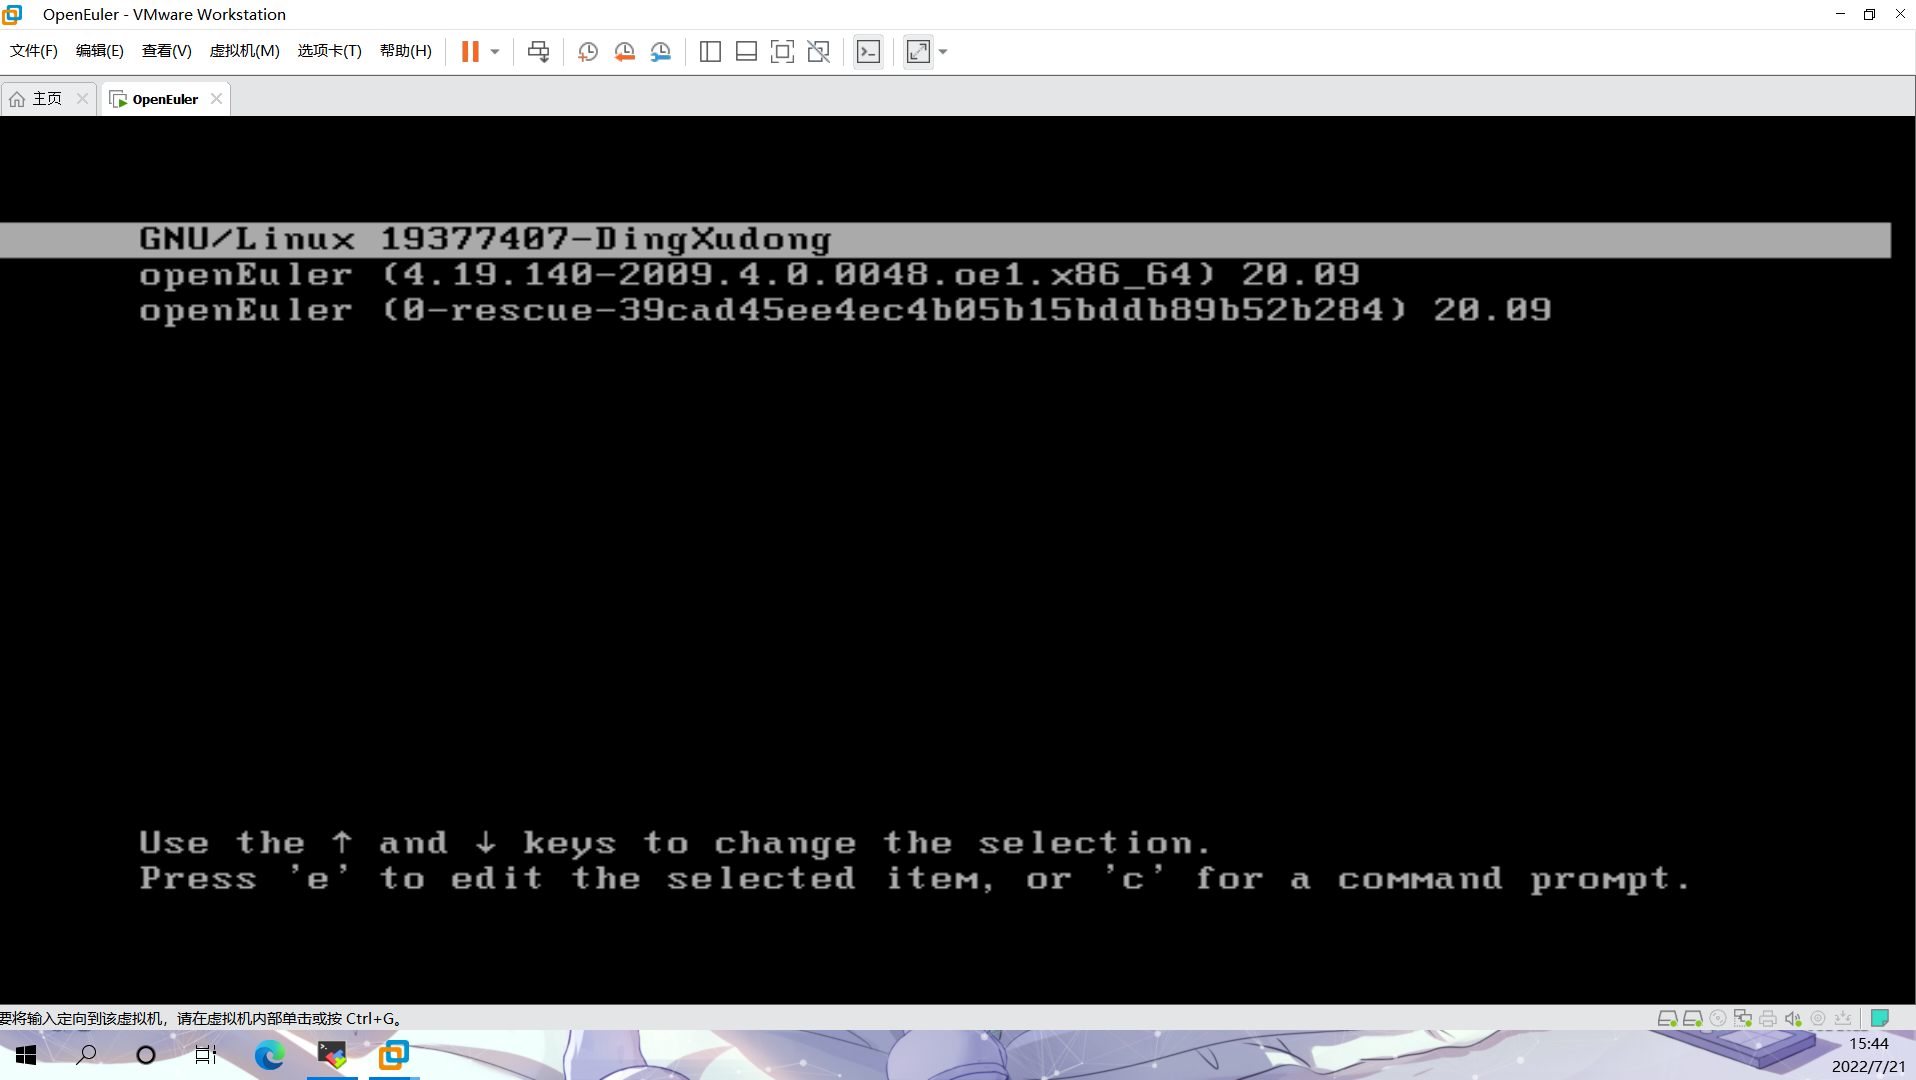 OpenEuler - VMware Workstation
文件(F) 编辑(E) 查看(V) 虚拟机(M) 选项卡(T) 帮助(H)
主页 OpenEuler
GNU/Linux 19377407-DingXudong
openEuler (4.19.140-2009.4.0.0048.oe1.x86_64) 20.09
openEuler (0-rescue-39cad45ee4ec4b05b15bddb89b52b284) 20.09
Use the ↑ and ↓ keys to change the selection.
Press 'e' to edit the selected item, or 'c' for a command prompt.
要将输入定向到该虚拟机，请在虚拟机内部单击或按 Ctrl+G。
15:44
2022/7/21